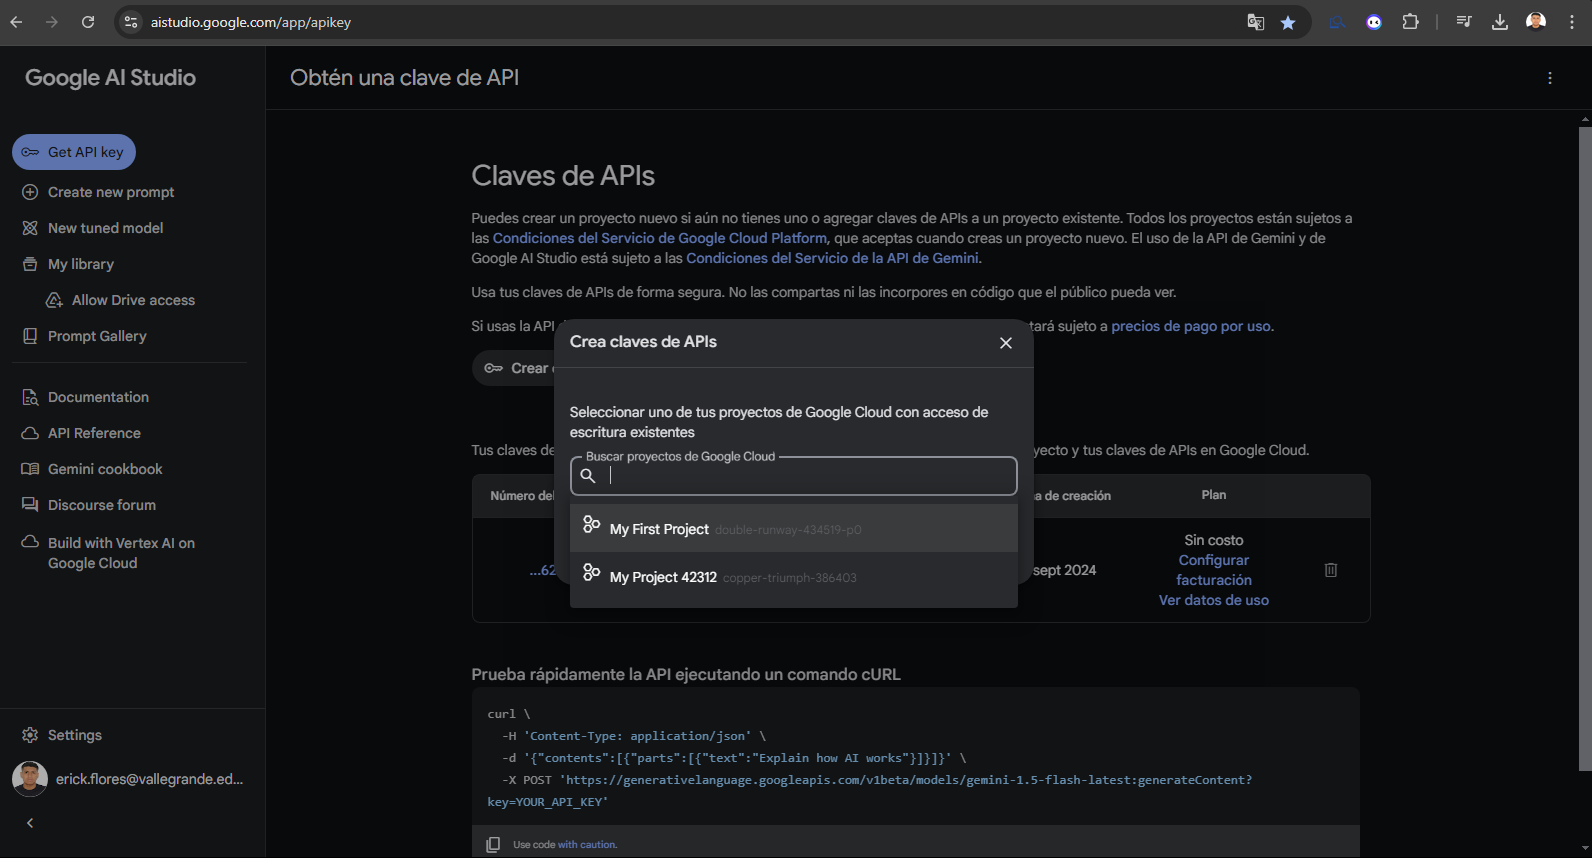 aistudio.google.com/app/apikey
Google AI Studio
Obtén una clave de API
Get API key
Create new prompt
New tuned model
My library
Allow Drive access
Prompt Gallery
Documentation
API Reference
Gemini cookbook
Discourse forum
Build with Vertex AI on
Google Cloud
Settings
erick.flores@vallegrande.ed...
Claves de APIs
Puedes crear un proyecto nuevo si aún no tienes uno o agregar claves de APIs a un proyecto existente. Todos los proyectos están sujetos a
las Condiciones del Servicio de Google Cloud Platform, que aceptas cuando creas un proyecto nuevo. El uso de la API de Gemini y de
Google AI Studio está sujeto a las Condiciones del Servicio de la API de Gemini.
Usa tus claves de APIs de forma segura. No las compartas ni las incorpores en código que el público pueda ver.
Si usas la API
tará sujeto a precios de pago por uso.
Crear
Crea claves de APIs
Seleccionar uno de tus proyectos de Google Cloud con acceso de
escritura existentes
Buscar proyectos de Google Cloud
My First Project double-runway-434519-p0
My Project 42312 copper-triumph-386403
Tus claves de
yecto y tus claves de APIs en Google Cloud.
Número del
a de creación
Plan
...62
sept 2024
Sin costo
Configurar
facturación
Ver datos de uso
Prueba rápidamente la API ejecutando un comando cURL
curl \
-H 'Content-Type: application/json' \
-d '{"contents":[{"parts":[{"text":"Explain how AI works"}]}]}' \
-X POST 'https://generativelanguage.googleapis.com/v1beta/models/gemini-1.5-flash-latest:generateContent?
key=YOUR_API_KEY'
Use code with caution.